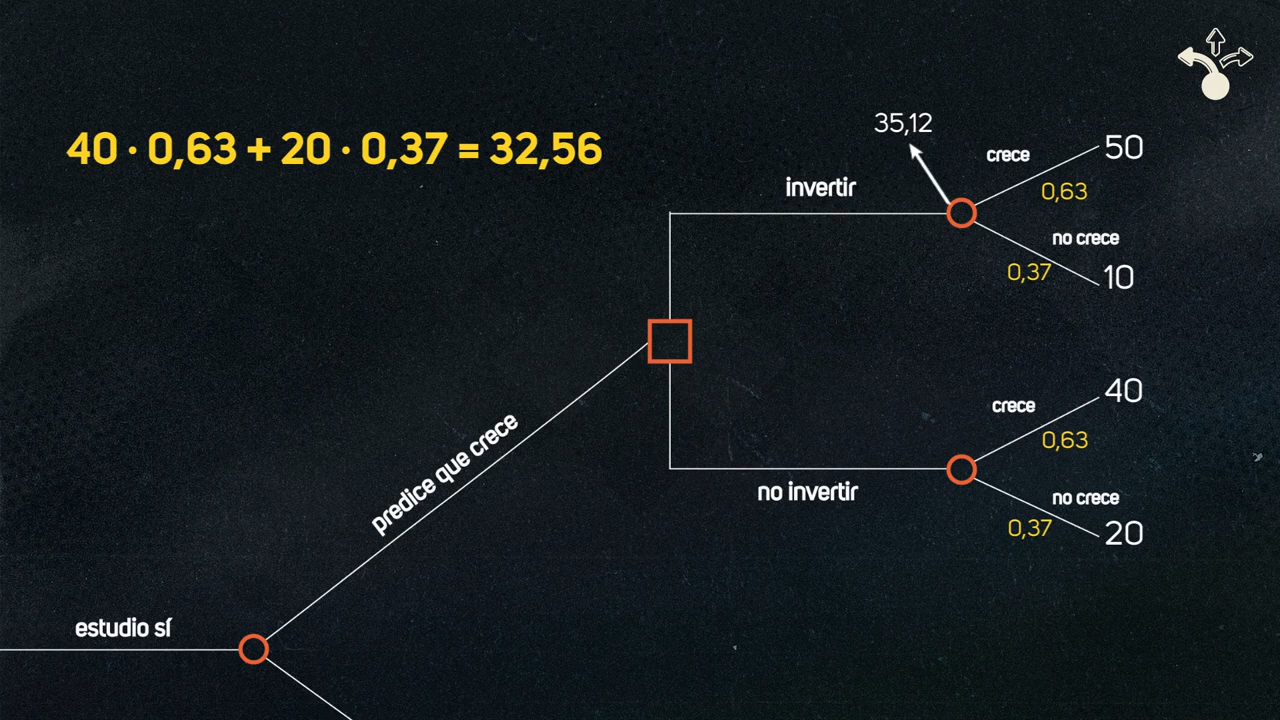 40 · 0,63 + 20 · 0,37 = 32,56
35,12
crece
50
0,63
invertir
no crece
0,37
10
predice que crece
crece
40
0,63
no invertir
no crece
0,37
20
estudio sí